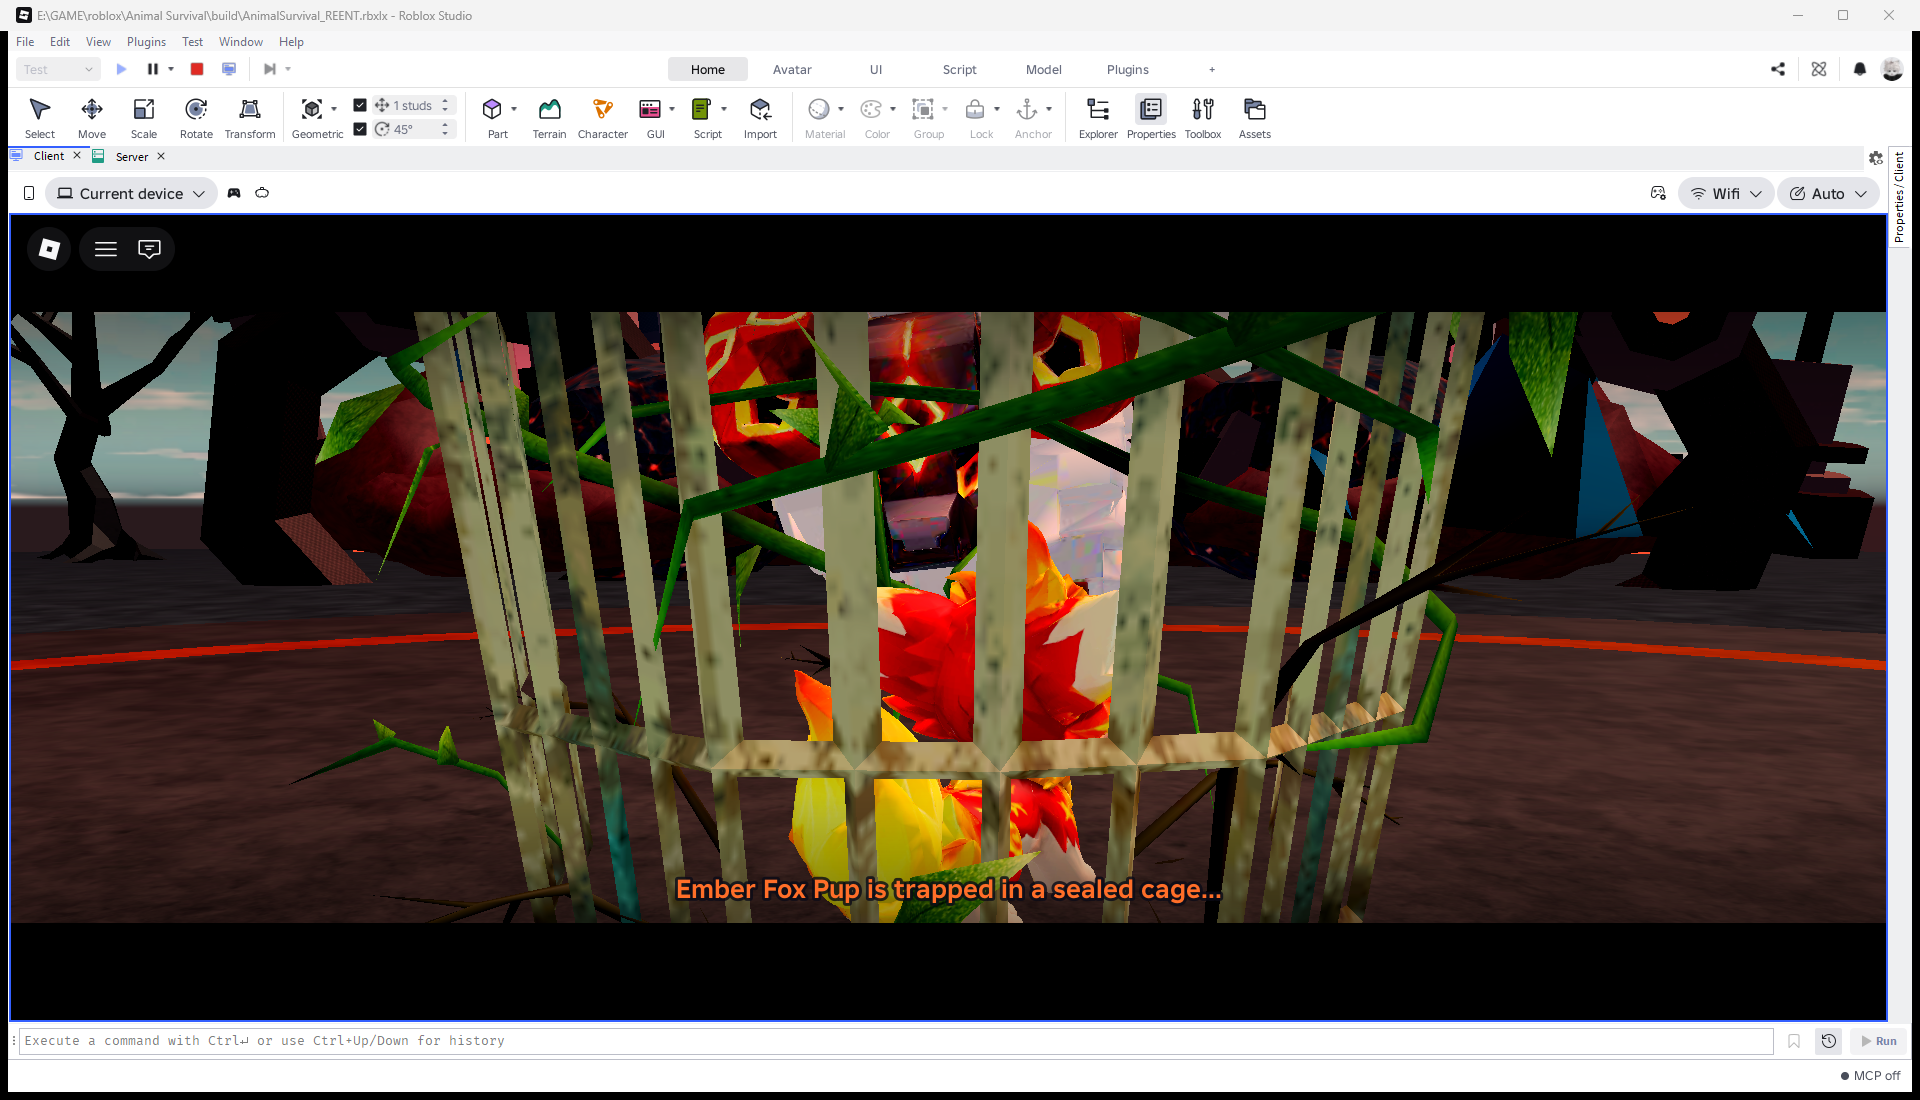 E:\GAME\roblox\Animal Survival\build\AnimalSurvival_REENT.rbxlx - Roblox Studio
File Edit View Plugins Test Window Help
Test
Home Avatar UI Script Model Plugins +
1 studs
45°
Select Move Scale Rotate Transform Geometric Part Terrain Character GUI Script Import Material Color Group Lock Anchor Explorer Properties Toolbox Assets
Client Server
Properties / Client
Current device
Wifi
Auto
Ember Fox Pup is trapped in a sealed cage...
Execute a command with Ctrl↵ or use Ctrl+Up/Down for history
Run
MCP off